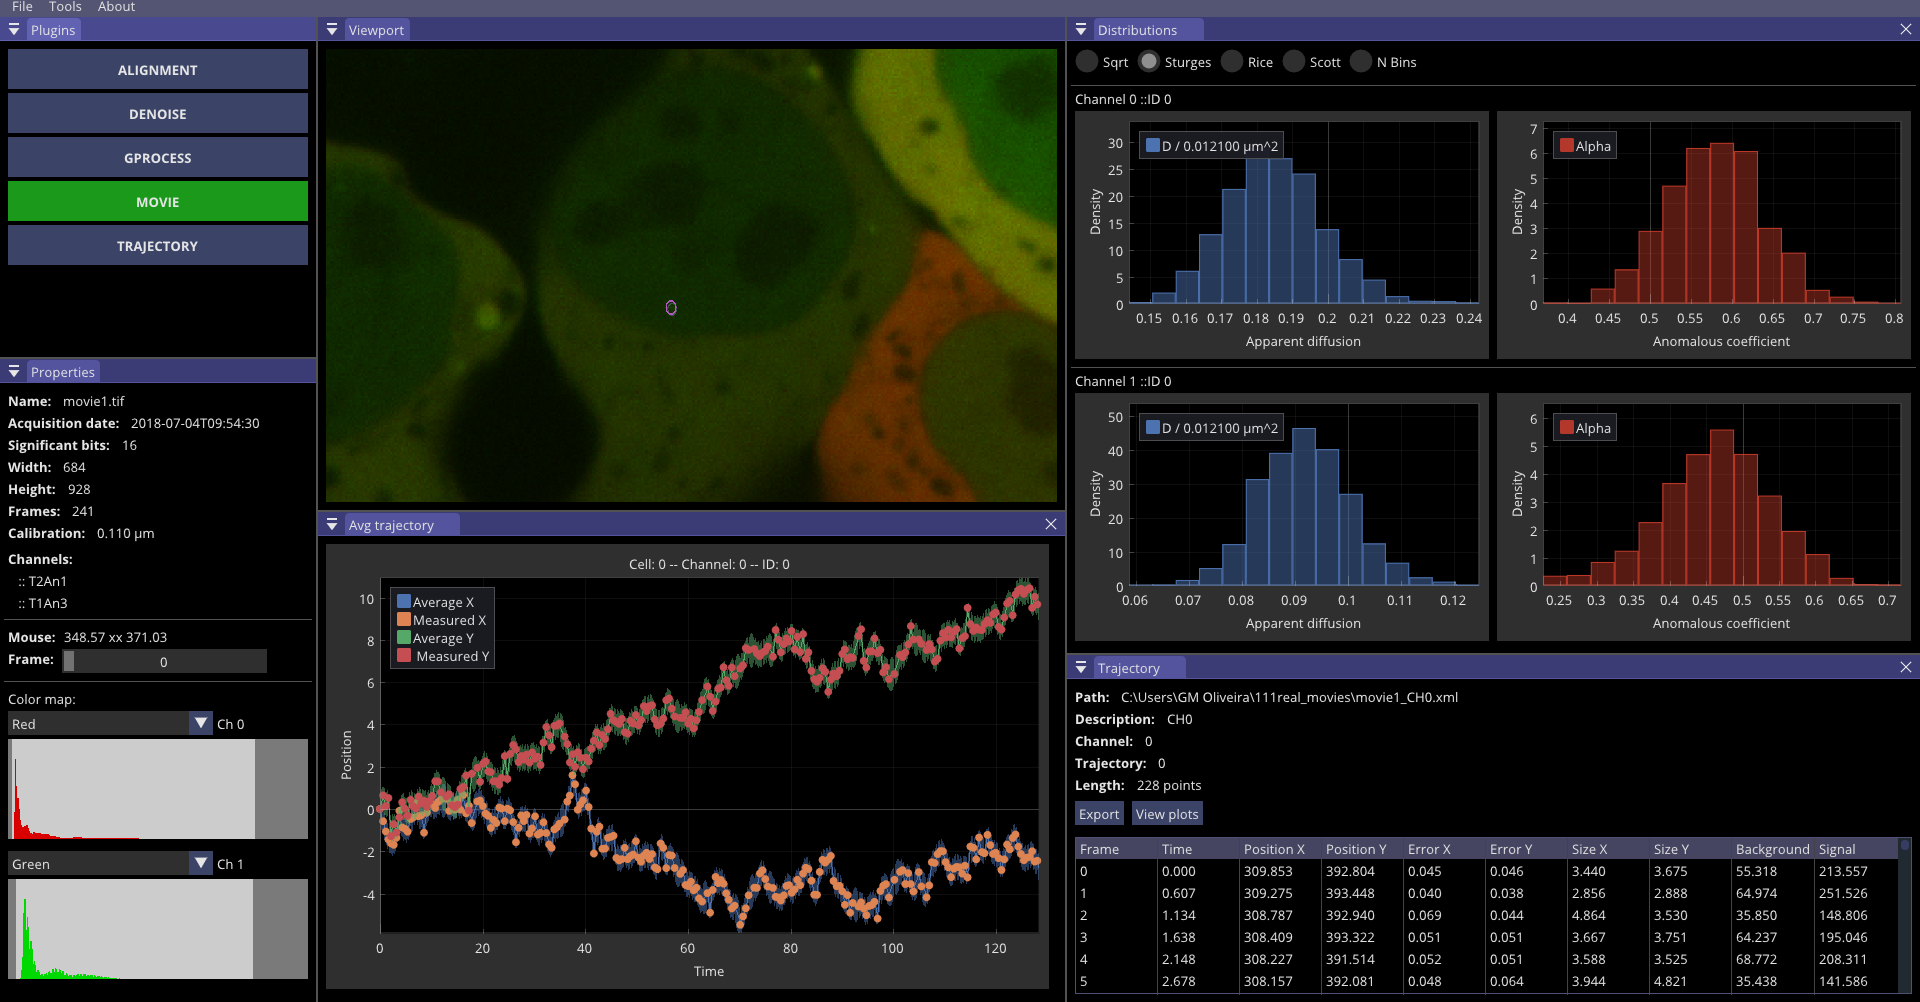 File Tools About
Plugins
ALIGNMENT
DENOISE
GPROCESS
MOVIE
TRAJECTORY
Properties
Name: movie1.tif
Acquisition date: 2018-07-04T09:54:30
Significant bits: 16
Width: 684
Height: 928
Frames: 241
Calibration: 0.110 µm
Channels:
:: T2An1
:: T1An3
Mouse: 348.57 xx 371.03
Frame: 0
Color map:
Red Ch 0
Green Ch 1
Viewport
Avg trajectory
Cell: 0 -- Channel: 0 -- ID: 0
Average X
Measured X
Average Y
Measured Y
Position
10
8
6
4
2
0
-2
-4
0 20 40 60 80 100 120
Time
Distributions
Sqrt Sturges Rice Scott N Bins
Channel 0 ::ID 0
D / 0.012100 µm^2
Density
30
25
20
15
10
5
0
0.15 0.16 0.17 0.18 0.19 0.2 0.21 0.22 0.23 0.24
Apparent diffusion
Alpha
Density
7
6
5
4
3
2
1
0
0.4 0.45 0.5 0.55 0.6 0.65 0.7 0.75 0.8
Anomalous coefficient
Channel 1 ::ID 0
D / 0.012100 µm^2
Density
50
40
30
20
10
0
0.06 0.07 0.08 0.09 0.1 0.11 0.12
Apparent diffusion
Alpha
Density
6
5
4
3
2
1
0
0.25 0.3 0.35 0.4 0.45 0.5 0.55 0.6 0.65 0.7
Anomalous coefficient
Trajectory
Path: C:\Users\GM Oliveira\111real_movies\movie1_CH0.xml
Description: CH0
Channel: 0
Trajectory: 0
Length: 228 points
Export View plots
Frame Time Position X Position Y Error X Error Y Size X Size Y Background Signal
0 0.000 309.853 392.804 0.045 0.046 3.440 3.675 55.318 213.557
1 0.607 309.275 393.448 0.040 0.038 2.856 2.888 64.974 251.526
2 1.134 308.787 392.940 0.069 0.044 4.864 3.530 35.850 148.806
3 1.638 308.409 393.322 0.051 0.051 3.667 3.751 64.237 195.046
4 2.148 308.227 391.514 0.052 0.051 3.588 3.525 68.772 208.311
5 2.678 308.157 392.081 0.048 0.064 3.944 4.821 35.438 141.586